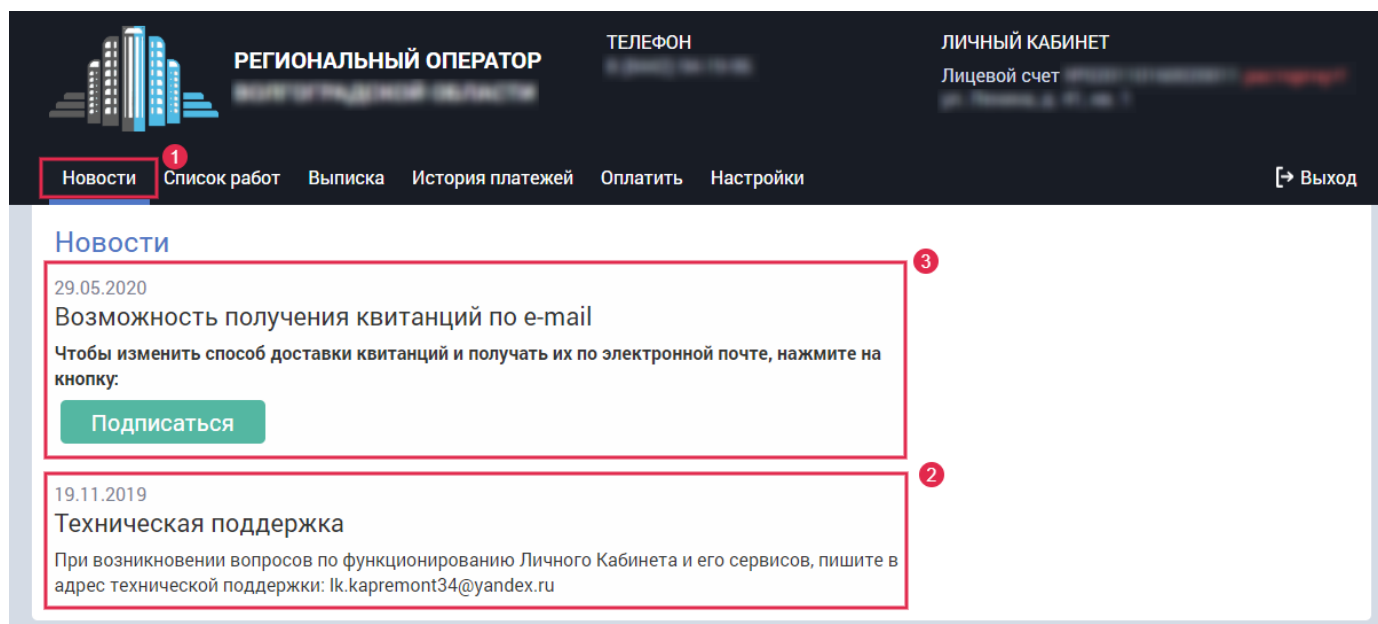 РЕГИОНАЛЬНЫЙ ОПЕРАТОР
ТЕЛЕФОН
ЛИЧНЫЙ КАБИНЕТ
Лицевой счет
1
Новости Список работ Выписка История платежей Оплатить Настройки Выход
Новости
3
29.05.2020
Возможность получения квитанций по e-mail
Чтобы изменить способ доставки квитанций и получать их по электронной почте, нажмите на
кнопку:
Подписаться
2
19.11.2019
Техническая поддержка
При возникновении вопросов по функционированию Личного Кабинета и его сервисов, пишите в
адрес технической поддержки: lk.kapremont34@yandex.ru